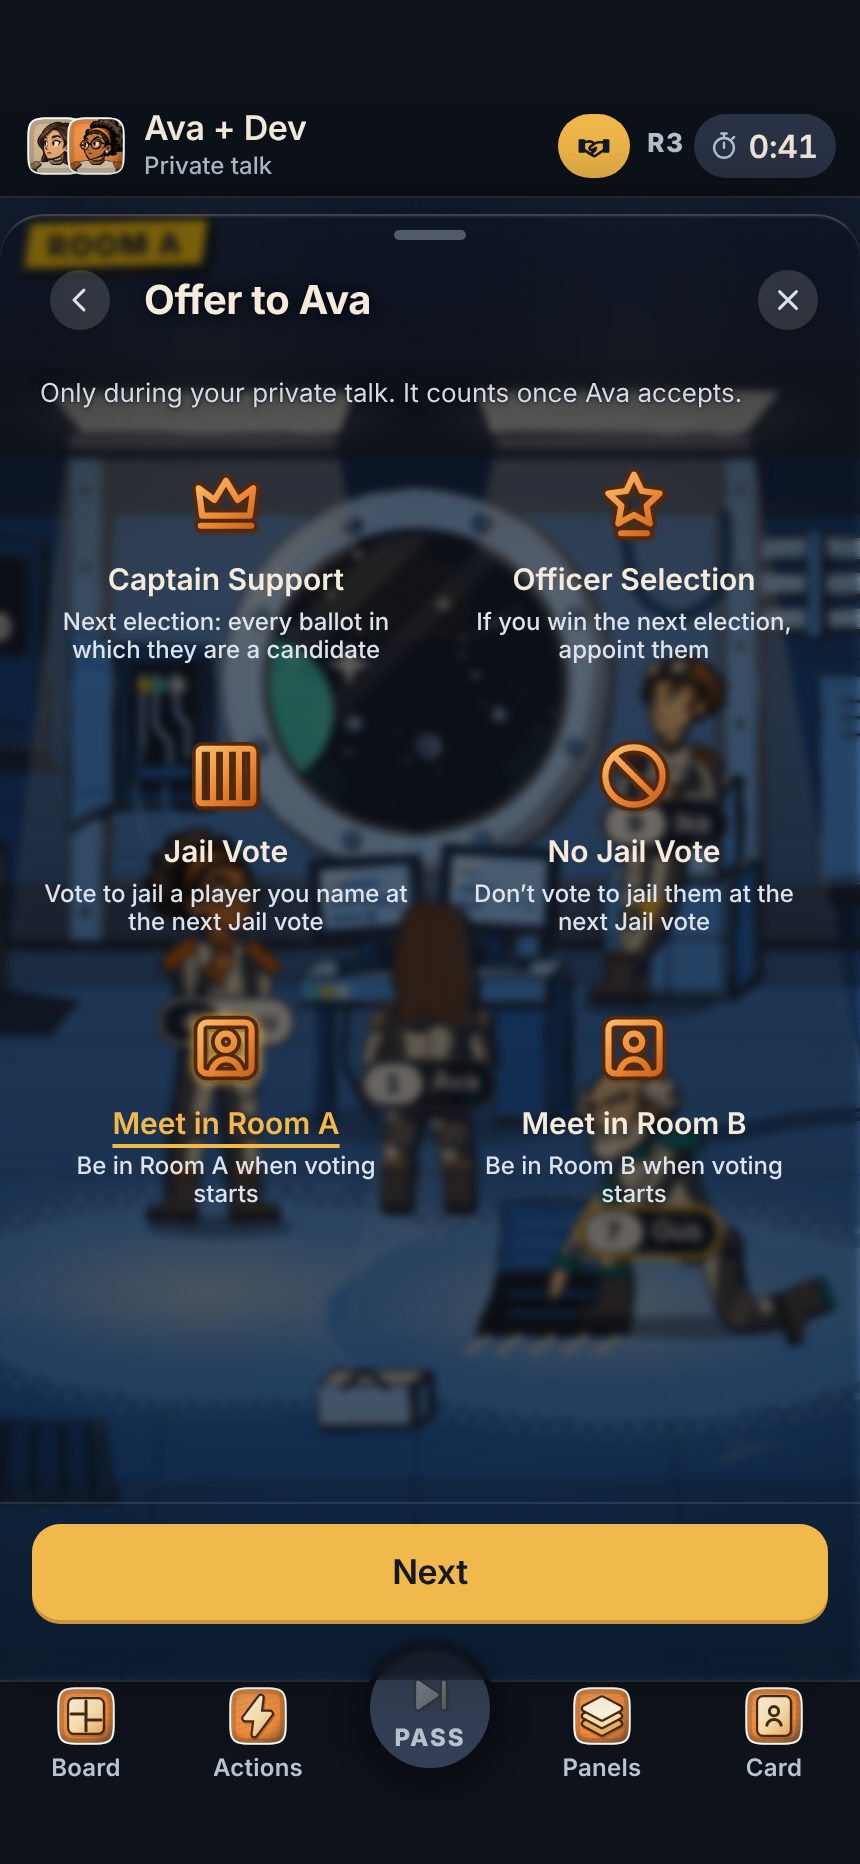 Ava + Dev
Private talk
R3
0:41
ROOM A
Offer to Ava
Only during your private talk. It counts once Ava accepts.
Captain Support
Next election: every ballot in
which they are a candidate
Officer Selection
If you win the next election,
appoint them
Jail Vote
Vote to jail a player you name at
the next Jail vote
No Jail Vote
Don’t vote to jail them at the
next Jail vote
Meet in Room A
Be in Room A when voting
starts
Meet in Room B
Be in Room B when voting
starts
Ava
Gus
Next
Board
Actions
PASS
Panels
Card